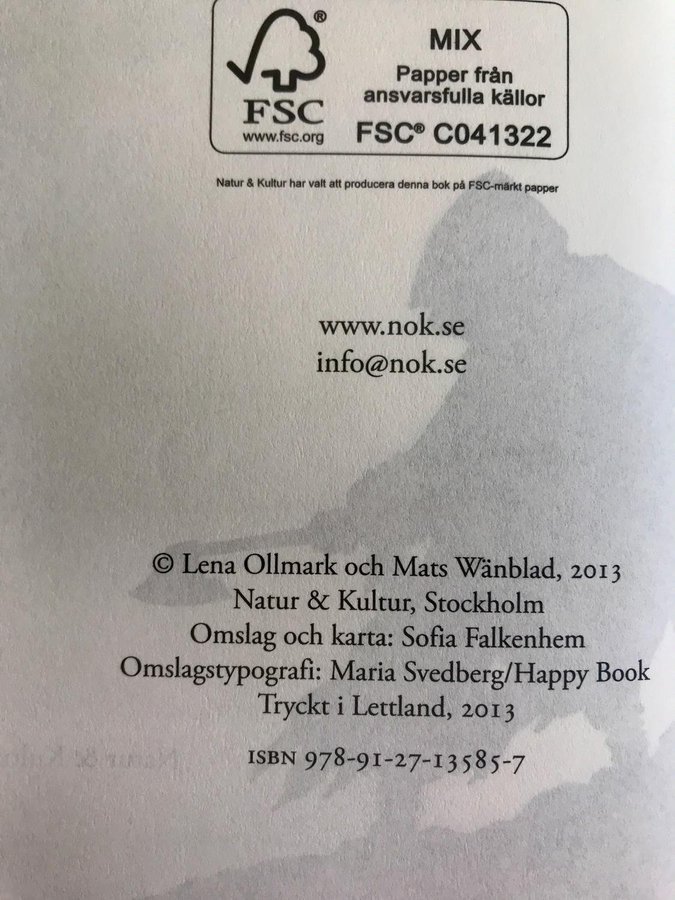 FSC®
www.fsc.org
MIX
Papper från
ansvarsfulla källor
FSC® C041322
Natur & Kultur har valt att producera denna bok på FSC-märkt papper
www.nok.se
info@nok.se
© Lena Ollmark och Mats Wänblad, 2013
Natur & Kultur, Stockholm
Omslag och karta: Sofia Falkenhem
Omslagstypografi: Maria Svedberg/Happy Book
Tryckt i Lettland, 2013
ISBN 978-91-27-13585-7